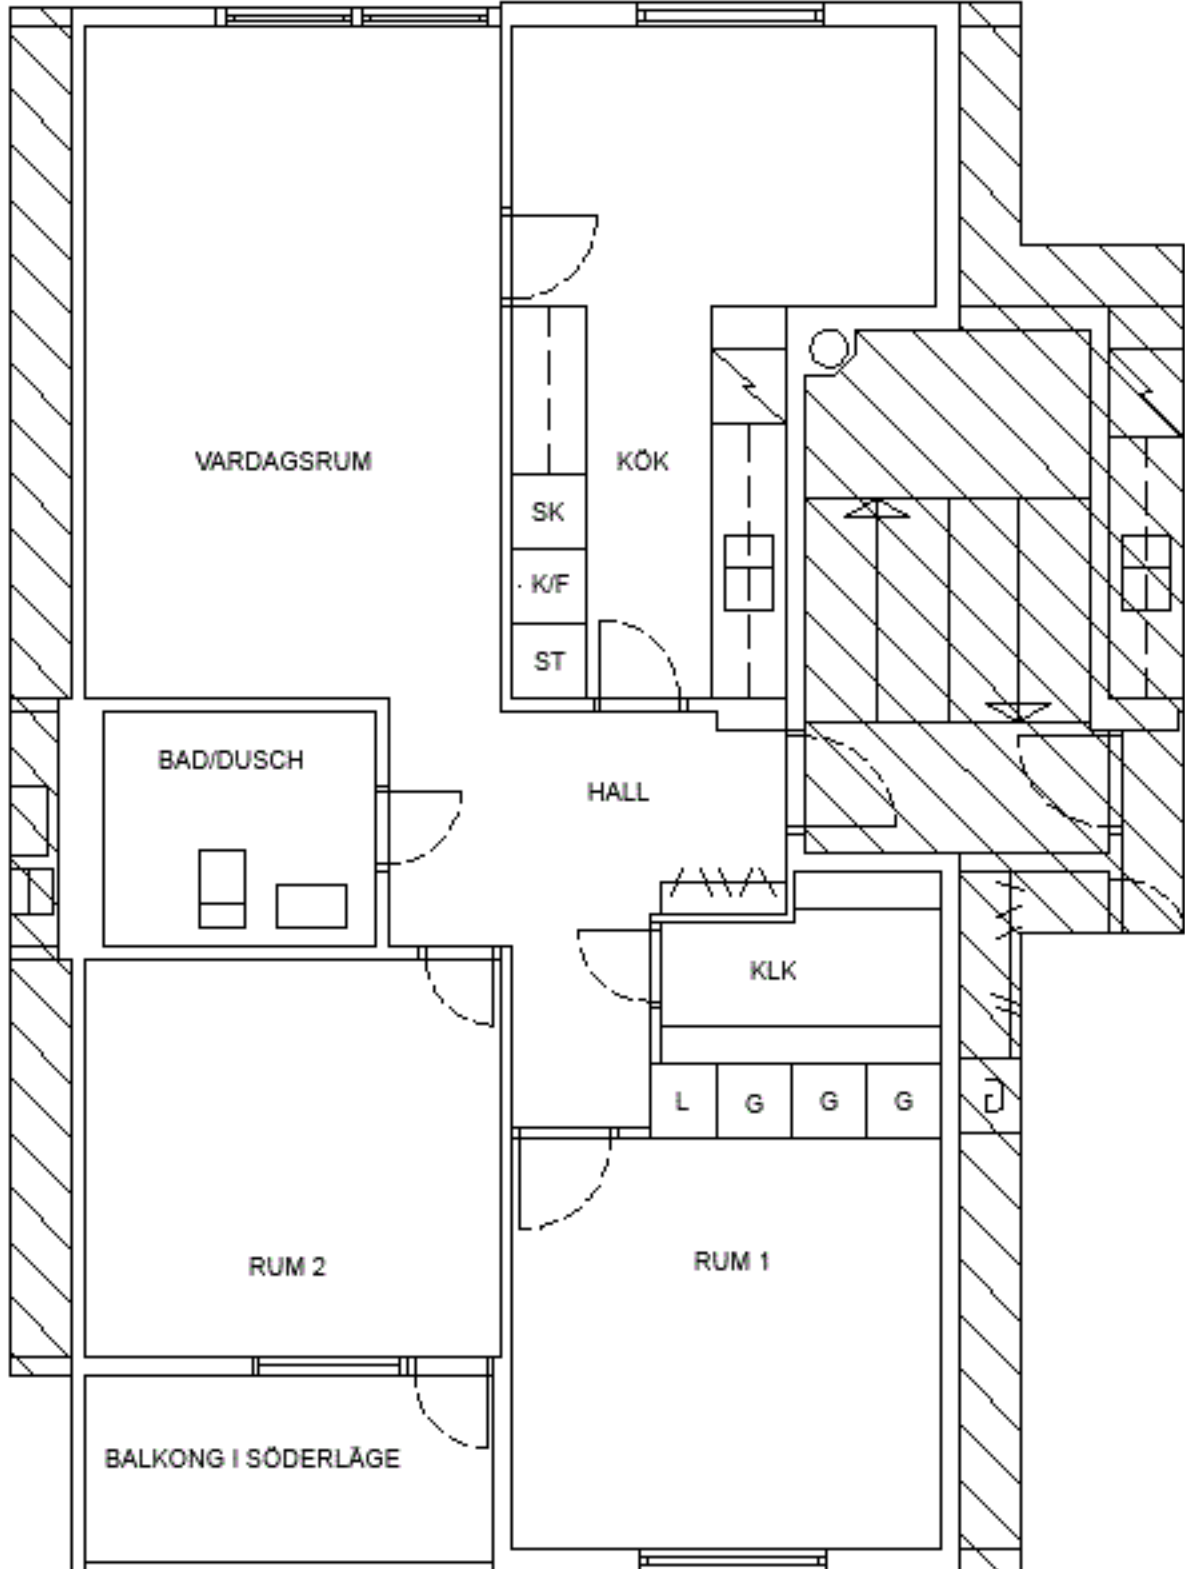 VARDAGSRUM
KÖK
SK
K/F
ST
BAD/DUSCH
HALL
KLK
L
G
G
G
RUM 2
RUM 1
BALKONG I SÖDERLÄGE